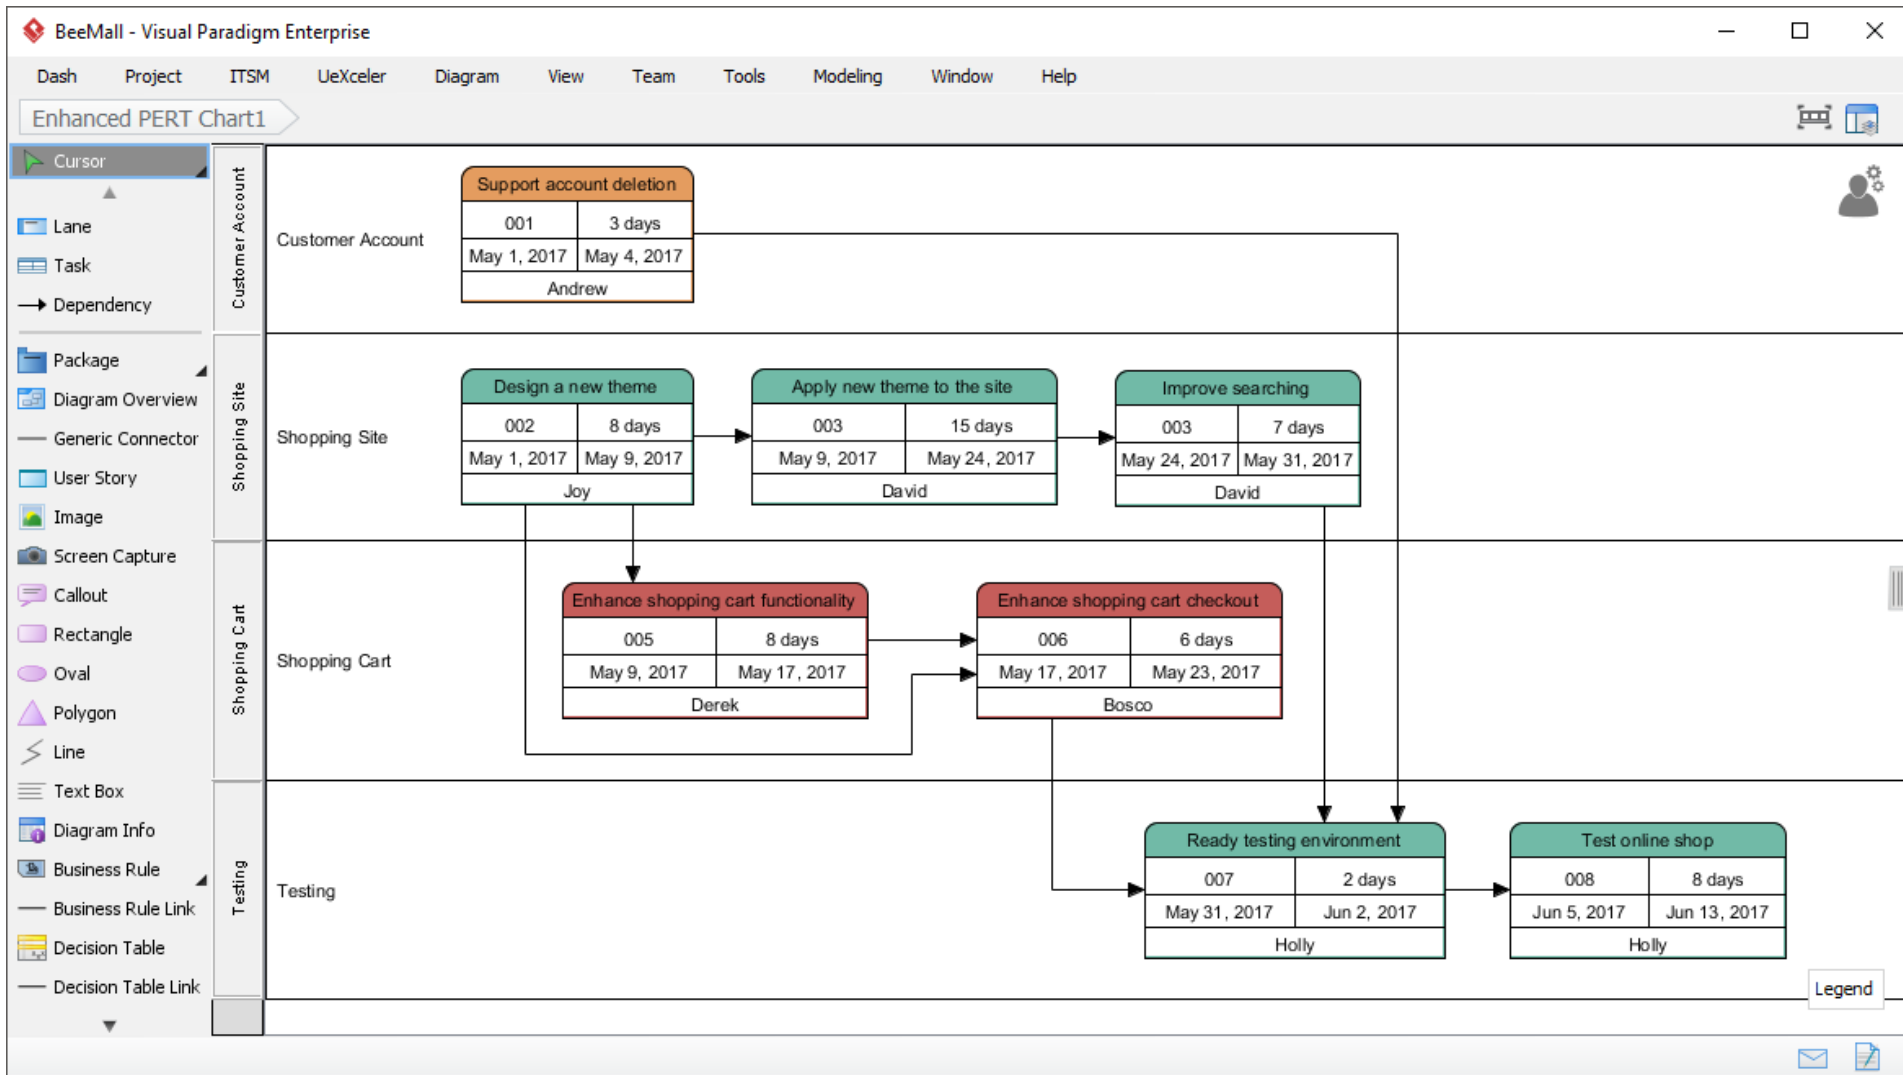 BeeMall - Visual Paradigm Enterprise
Dash Project ITSM UeXceler Diagram View Team Tools Modeling Window Help
Enhanced PERT Chart1
Cursor
Lane
Task
Dependency
Package
Diagram Overview
Generic Connector
User Story
Image
Screen Capture
Callout
Rectangle
Oval
Polygon
Line
Text Box
Diagram Info
Business Rule
Business Rule Link
Decision Table
Decision Table Link
Customer Account
Customer Account
Support account deletion
001 3 days
May 1, 2017 May 4, 2017
Andrew
Shopping Site
Shopping Site
Design a new theme
002 8 days
May 1, 2017 May 9, 2017
Joy
Apply new theme to the site
003 15 days
May 9, 2017 May 24, 2017
David
Improve searching
003 7 days
May 24, 2017 May 31, 2017
David
Shopping Cart
Shopping Cart
Enhance shopping cart functionality
005 8 days
May 9, 2017 May 17, 2017
Derek
Enhance shopping cart checkout
006 6 days
May 17, 2017 May 23, 2017
Bosco
Testing
Testing
Ready testing environment
007 2 days
May 31, 2017 Jun 2, 2017
Holly
Test online shop
008 8 days
Jun 5, 2017 Jun 13, 2017
Holly
Legend